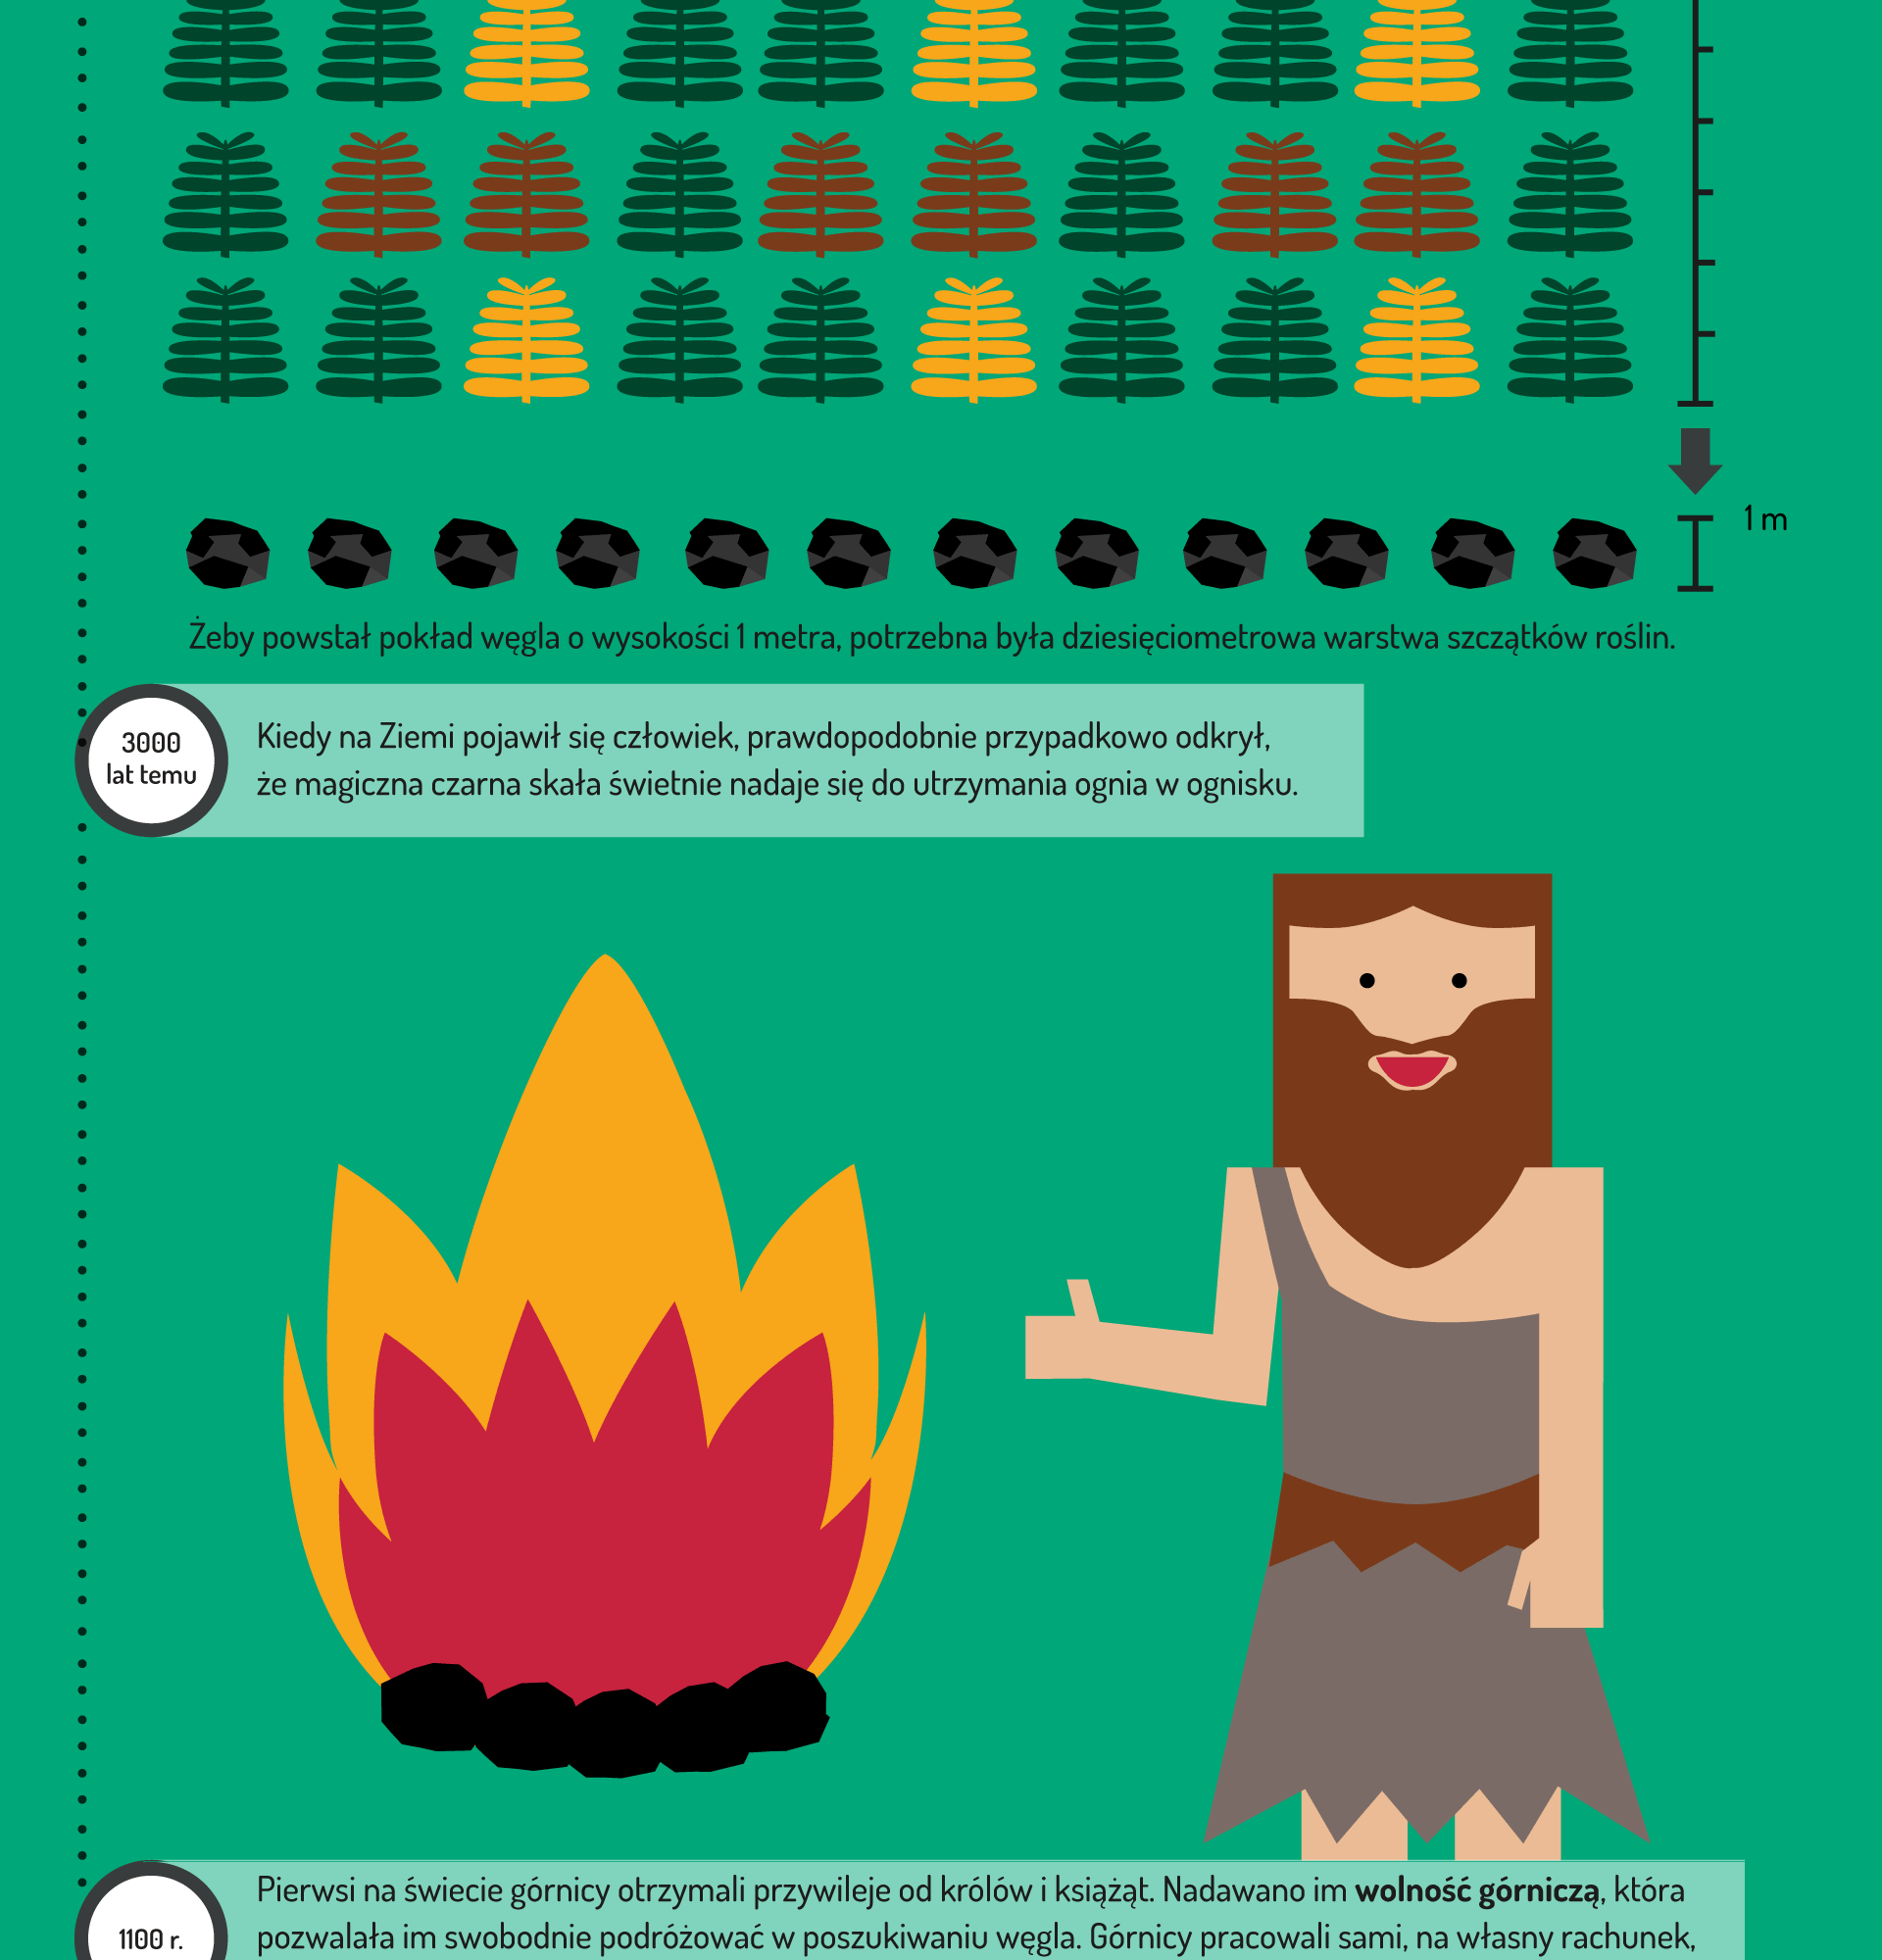 1 m
Żeby powstał pokład węgla o wysokości 1 metra, potrzebna była dziesięciometrowa warstwa szczątków roślin.
3000
lat temu
Kiedy na Ziemi pojawił się człowiek, prawdopodobnie przypadkowo odkrył,
że magiczna czarna skała świetnie nadaje się do utrzymania ognia w ognisku.
1100 r.
Pierwsi na świecie górnicy otrzymali przywileje od królów i książąt. Nadawano im wolność górniczą, która
pozwalała im swobodnie podróżować w poszukiwaniu węgla. Górnicy pracowali sami, na własny rachunek,